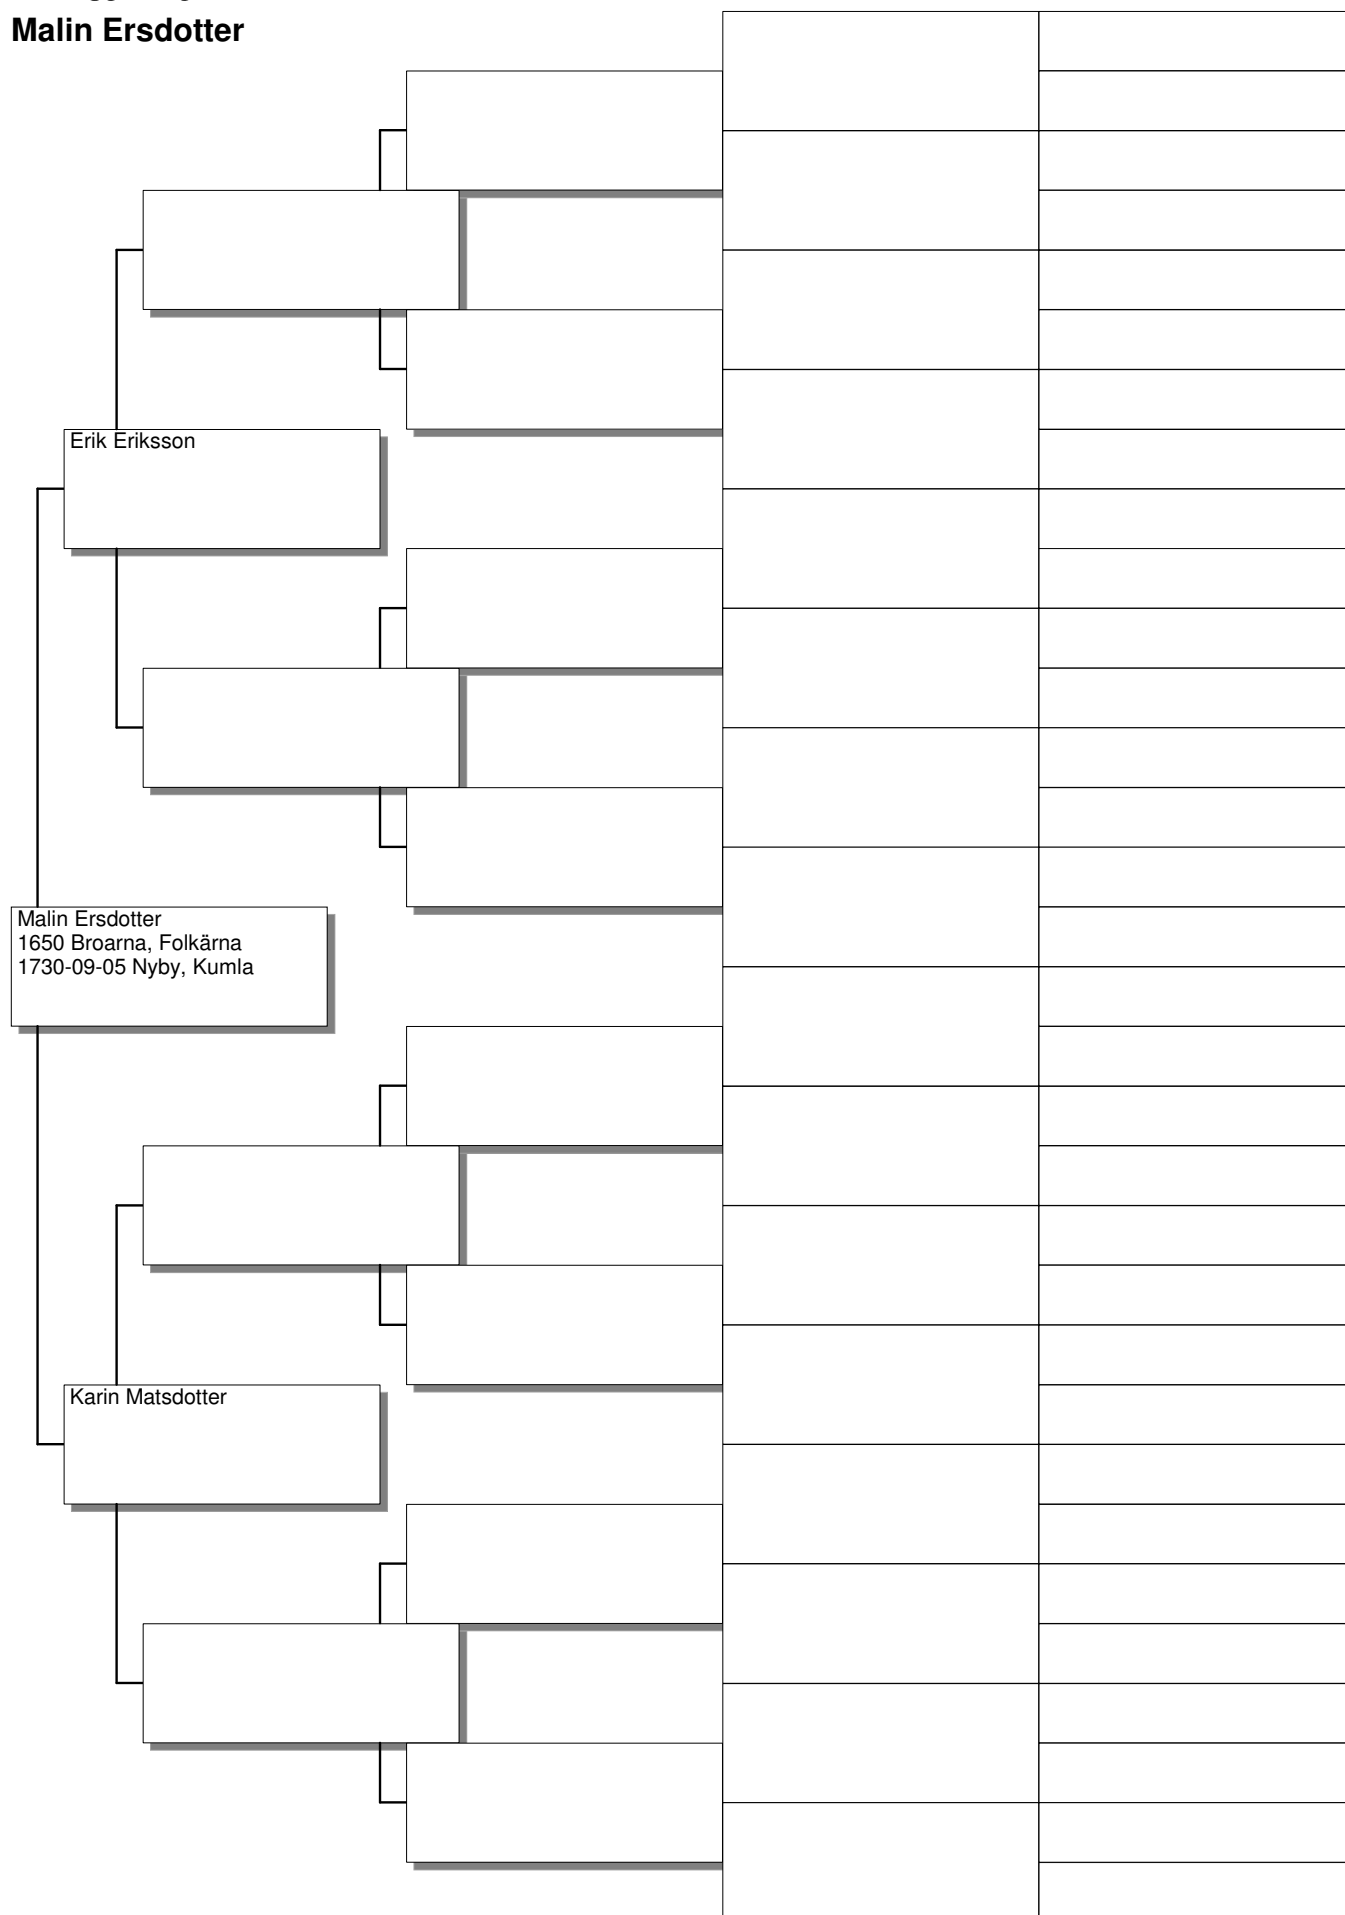 Malin Ersdotter
Erik Eriksson
Malin Ersdotter
1650 Broarna, Folkärna
1730-09-05 Nyby, Kumla
Karin Matsdotter